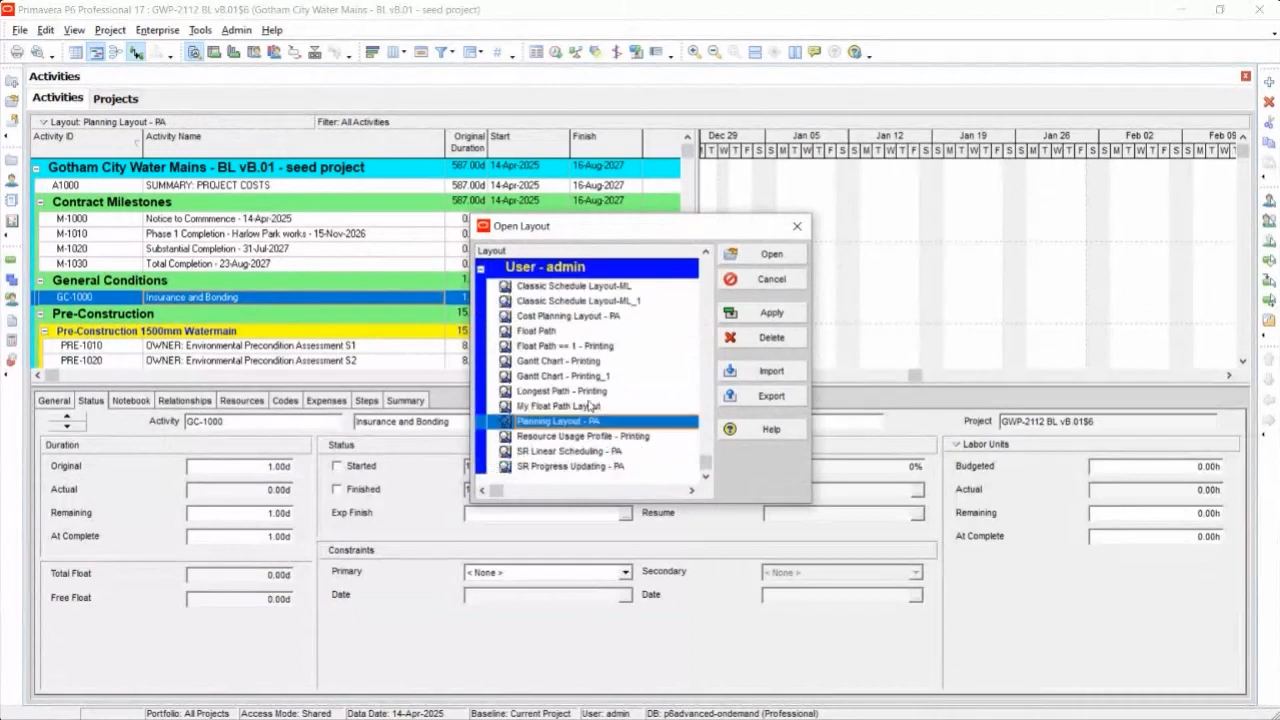 Primavera P6 Professional 17 : GWP-2112 BL vB.01$6 (Gotham City Water Mains - BL vB.01 - seed project)
File Edit View Project Enterprise Tools Admin Help
Activities
Activities Projects
Layout: Planning Layout - PA Filter: All Activities
Activity ID Activity Name Original Duration Start Finish Dec 29 Jan 05 Jan 12 Jan 19 Jan 26 Feb 02 Feb 09
Gotham City Water Mains - BL vB.01 - seed project 587.00d 14-Apr-2025 16-Aug-2027
A1000 SUMMARY: PROJECT COSTS 587.00d 14-Apr-2025 16-Aug-2027
Contract Milestones 587.00d 14-Apr-2025 16-Aug-2027
M-1000 Notice to Commmence - 14-Apr-2025
M-1010 Phase 1 Completion - Harlow Park works - 15-Nov-2026
M-1020 Substantial Completion - 31-Jul-2027
M-1030 Total Completion - 23-Aug-2027
General Conditions
GC-1000 Insurance and Bonding
Pre-Construction
Pre-Construction 1500mm Watermain
PRE-1010 OWNER: Environmental Precondition Assessment S1
PRE-1020 OWNER: Environmental Precondition Assessment S2
Open Layout
Layout
User - admin
Classic Schedule Layout-ML
Classic Schedule Layout-ML_1
Cost Planning Layout - PA
Float Path
Float Path == 1 - Printing
Gantt Chart - Printing
Gantt Chart - Printing_1
Longest Path - Printing
My Float Path Layout
Planning Layout - PA
Resource Usage Profile - Printing
SR Linear Scheduling - PA
SR Progress Updating - PA
Open
Cancel
Apply
Delete
Import
Export
Help
General Status Notebook Relationships Resources Codes Expenses Steps Summary
Activity GC-1000 Insurance and Bonding Project GWP-2112 BL vB.01$6
Duration Status Labor Units
Original 1.00d Started 0% Budgeted 0.00h
Actual 0.00d Finished Actual 0.00h
Remaining 1.00d Exp Finish Resume Remaining 0.00h
At Complete 1.00d At Complete 0.00h
Constraints
Total Float 0.00d Primary < None > Secondary < None >
Free Float 0.00d Date Date
Portfolio: All Projects Access Mode: Shared Data Date: 14-Apr-2025 Baseline: Current Project User: admin DB: p6advanced-ondemand (Professional)